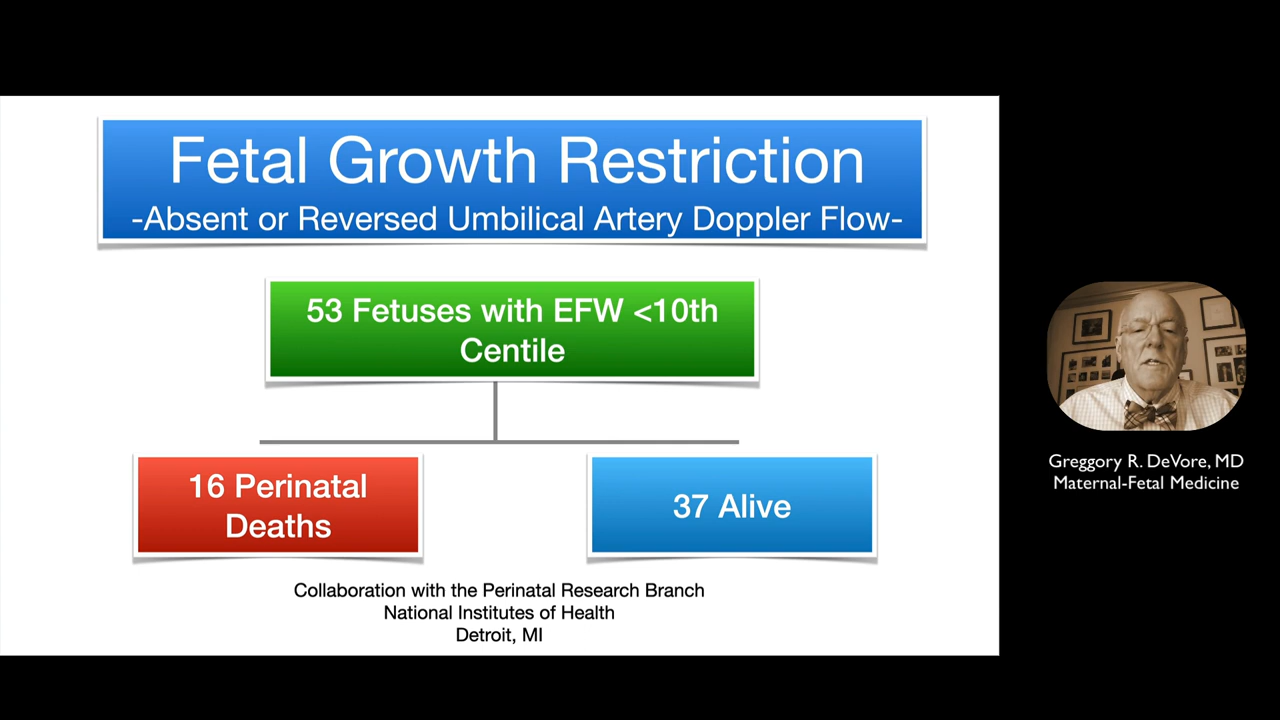 Fetal Growth Restriction
-Absent or Reversed Umbilical Artery Doppler Flow-
53 Fetuses with EFW <10th
Centile
16 Perinatal
Deaths
37 Alive
Collaboration with the Perinatal Research Branch
National Institutes of Health
Detroit, MI
Greggory R. DeVore, MD
Maternal-Fetal Medicine